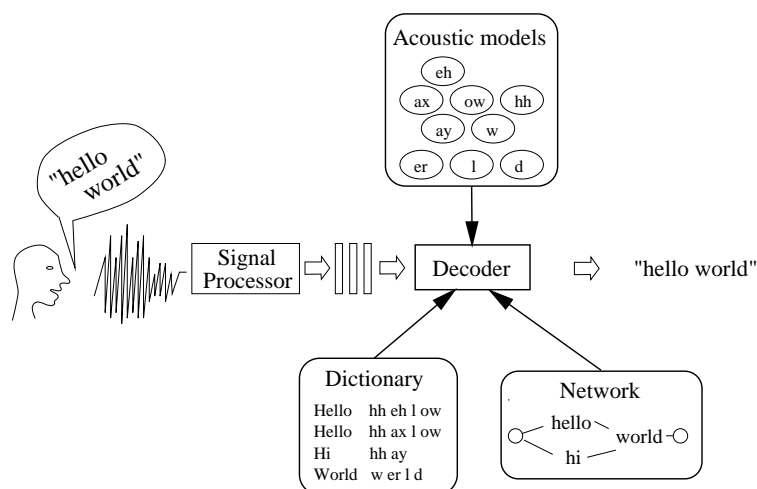 Acoustic models
eh
ax ow hh
ay w
er l d
"hello
world"
Signal
Processor
Decoder
"hello world"
Dictionary
Hello hh eh l ow
Hello hh ax l ow
Hi hh ay
World w er l d
Network
hello
world
hi